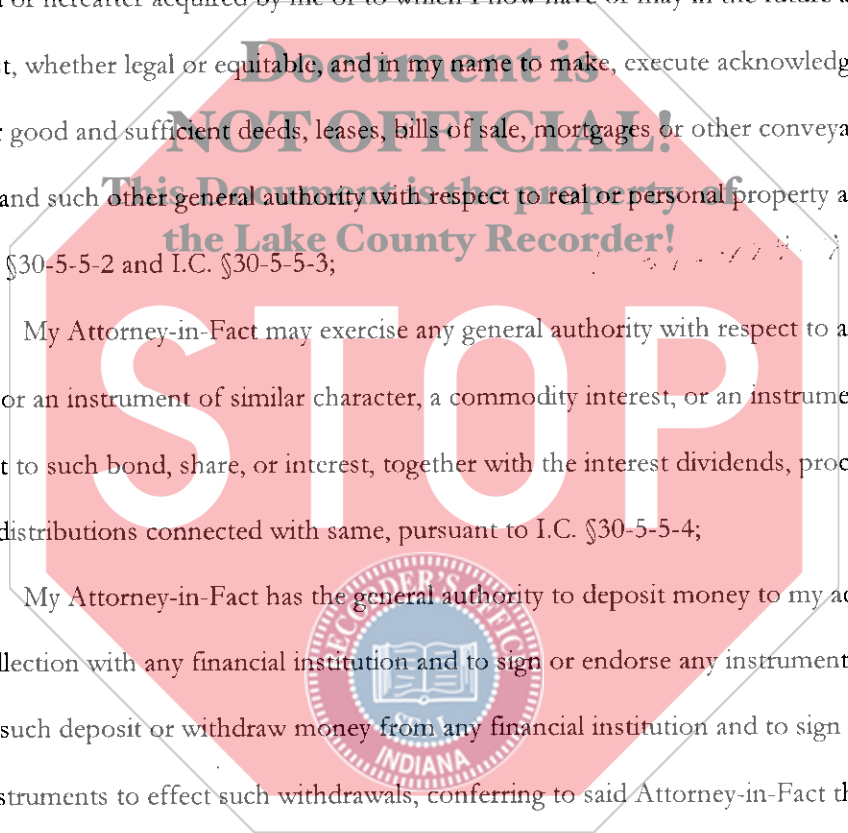 or hereafter acquired by me or to which I now have or may in the future
t, whether legal or equitable, and in my name to make, execute acknowledg
Document is
good and sufficient deeds, leases, bills of sale, mortgages or other conveya
NOT OFFICIAL!
and such other general authority with respect to real or personal property a
This Document is the property of
the Lake County Recorder!
§30-5-5-2 and I.C. §30-5-5-3;
My Attorney-in-Fact may exercise any general authority with respect to a
STOP
or an instrument of similar character, a commodity interest, or an instrume
t to such bond, share, or interest, together with the interest dividends, proc
distributions connected with same, pursuant to I.C. §30-5-5-4;
My Attorney-in-Fact has the general authority to deposit money to my ac
llection with any financial institution and to sign or endorse any instrument
such deposit or withdraw money from any financial institution and to sign
struments to effect such withdrawals, conferring to said Attorney-in-Fact th
RECORDER'S OFFICE
SEAL
INDIANA